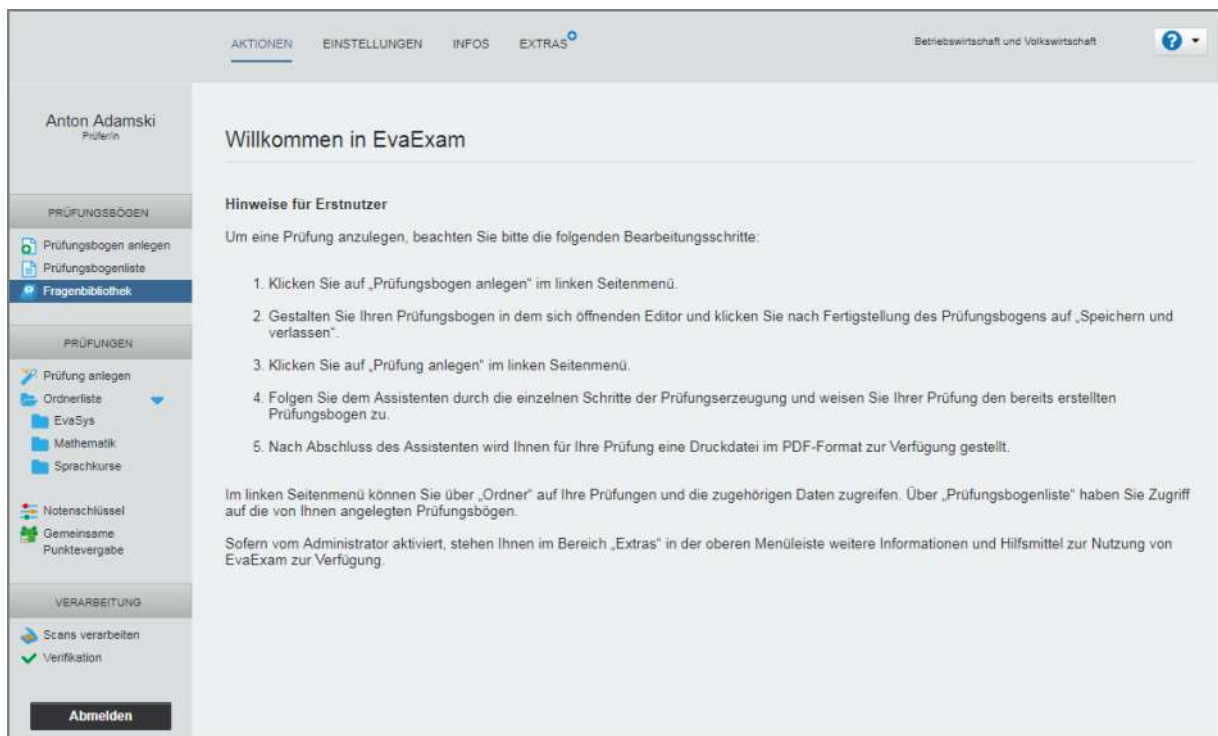 AKTIONEN EINSTELLUNGEN INFOS EXTRAS
Betriebswirtschaft und Volkswirtschaft
Anton Adamski
Prüfer/in
PRÜFUNGSBÖGEN
Prüfungsbogen anlegen
Prüfungsbogenliste
Fragenbibliothek
PRÜFUNGEN
Prüfung anlegen
Ordnerliste
EvaSys
Mathematik
Sprachkurse
Notenschlüssel
Gemeinsame
Punktevergabe
VERARBEITUNG
Scans verarbeiten
Verifikation
Abmelden
Willkommen in EvaExam
Hinweise für Erstnutzer
Um eine Prüfung anzulegen, beachten Sie bitte die folgenden Bearbeitungsschritte:
1. Klicken Sie auf „Prüfungsbogen anlegen“ im linken Seitenmenü.
2. Gestalten Sie Ihren Prüfungsbogen in dem sich öffnenden Editor und klicken Sie nach Fertigstellung des Prüfungsbogens auf „Speichern und
verlassen“.
3. Klicken Sie auf „Prüfung anlegen“ im linken Seitenmenü.
4. Folgen Sie dem Assistenten durch die einzelnen Schritte der Prüfungserzeugung und weisen Sie Ihrer Prüfung den bereits erstellten
Prüfungsbogen zu.
5. Nach Abschluss des Assistenten wird Ihnen für Ihre Prüfung eine Druckdatei im PDF-Format zur Verfügung gestellt.
Im linken Seitenmenü können Sie über „Ordner“ auf Ihre Prüfungen und die zugehörigen Daten zugreifen. Über „Prüfungsbogenliste“ haben Sie Zugriff
auf die von Ihnen angelegten Prüfungsbögen.
Sofern vom Administrator aktiviert, stehen Ihnen im Bereich „Extras“ in der oberen Menüleiste weitere Informationen und Hilfsmittel zur Nutzung von
EvaExam zur Verfügung.